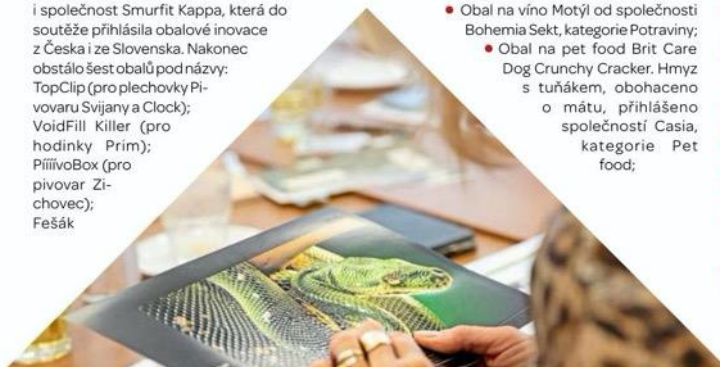 i společnost Smurfit Kappa, která do
soutěže přihlásila obalové inovace
z Česka i ze Slovenska. Nakonec
obstálo šest obalů pod názvy:
TopClip (pro plechovky Pi-
vovaru Svijany a Clock);
VoidFill Killer (pro
hodinky Prim);
PíííívoBox (pro
pivovar Zi-
chovec);
Fešák
• Obal na víno Motýl od společnosti
Bohemia Sekt, kategorie Potraviny;
• Obal na pet food Brit Care
Dog Crunchy Cracker. Hmyz
s tuňákem, obohaceno
o mátu, přihlášeno
společností Casia,
kategorie Pet
food;